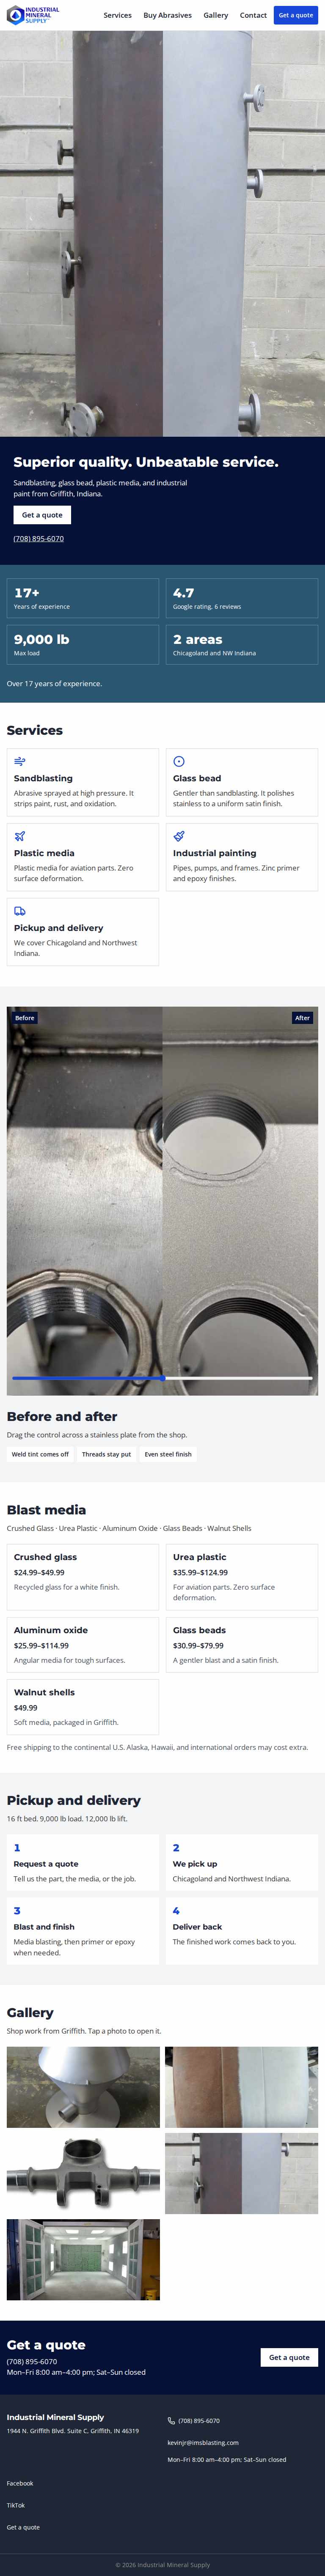 INDUSTRIAL
MINERAL
SUPPLY
Services
Buy Abrasives
Gallery
Contact
Get a quote
Superior quality. Unbeatable service.
Sandblasting, glass bead, plastic media, and industrial
paint from Griffith, Indiana.
Get a quote
(708) 895-6070
17+
Years of experience
4.7
Google rating, 6 reviews
9,000 lb
Max load
2 areas
Chicagoland and NW Indiana
Over 17 years of experience.
Services
Sandblasting
Abrasive sprayed at high pressure. It
strips paint, rust, and oxidation.
Glass bead
Gentler than sandblasting. It polishes
stainless to a uniform satin finish.
Plastic media
Plastic media for aviation parts. Zero
surface deformation.
Industrial painting
Pipes, pumps, and frames. Zinc primer
and epoxy finishes.
Pickup and delivery
We cover Chicagoland and Northwest
Indiana.
Before
After
Before and after
Drag the control across a stainless plate from the shop.
Weld tint comes off
Threads stay put
Even steel finish
Blast media
Crushed Glass · Urea Plastic · Aluminum Oxide · Glass Beads · Walnut Shells
Crushed glass
$24.99–$49.99
Recycled glass for a white finish.
Urea plastic
$35.99–$124.99
For aviation parts. Zero surface
deformation.
Aluminum oxide
$25.99–$114.99
Angular media for tough surfaces.
Glass beads
$30.99–$79.99
A gentler blast and a satin finish.
Walnut shells
$49.99
Soft media, packaged in Griffith.
Free shipping to the continental U.S. Alaska, Hawaii, and international orders may cost extra.
Pickup and delivery
16 ft bed. 9,000 lb load. 12,000 lb lift.
1
Request a quote
Tell us the part, the media, or the job.
2
We pick up
Chicagoland and Northwest Indiana.
3
Blast and finish
Media blasting, then primer or epoxy
when needed.
4
Deliver back
The finished work comes back to you.
Gallery
Shop work from Griffith. Tap a photo to open it.
Get a quote
(708) 895-6070
Mon–Fri 8:00 am–4:00 pm; Sat–Sun closed
Get a quote
Industrial Mineral Supply
1944 N. Griffith Blvd. Suite C, Griffith, IN 46319
(708) 895-6070
kevinjr@imsblasting.com
Mon–Fri 8:00 am–4:00 pm; Sat–Sun closed
Facebook
TikTok
Get a quote
© 2026 Industrial Mineral Supply